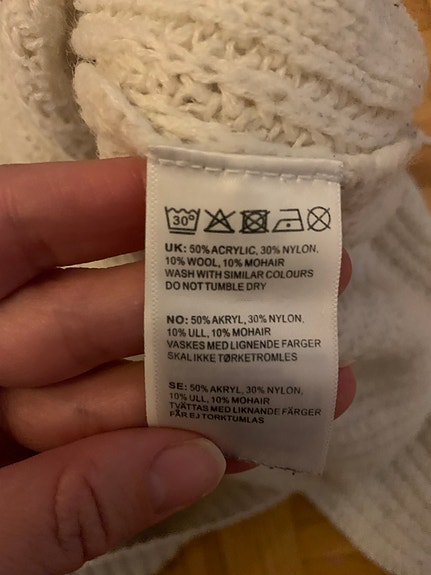 30°
UK: 50% ACRYLIC, 30% NYLON,
10% WOOL, 10% MOHAIR
WASH WITH SIMILAR COLOURS
DO NOT TUMBLE DRY
NO: 50% AKRYL, 30% NYLON,
10% ULL, 10% MOHAIR
VASKES MED LIGNENDE FARGER
SKAL IKKE TØRKETROMLES
SE: 50% AKRYL, 30% NYLON,
10% ULL, 10% MOHAIR
TVÄTTAS MED LIKNANDE FÄRGER
FÅR EJ TORKTUMLAS